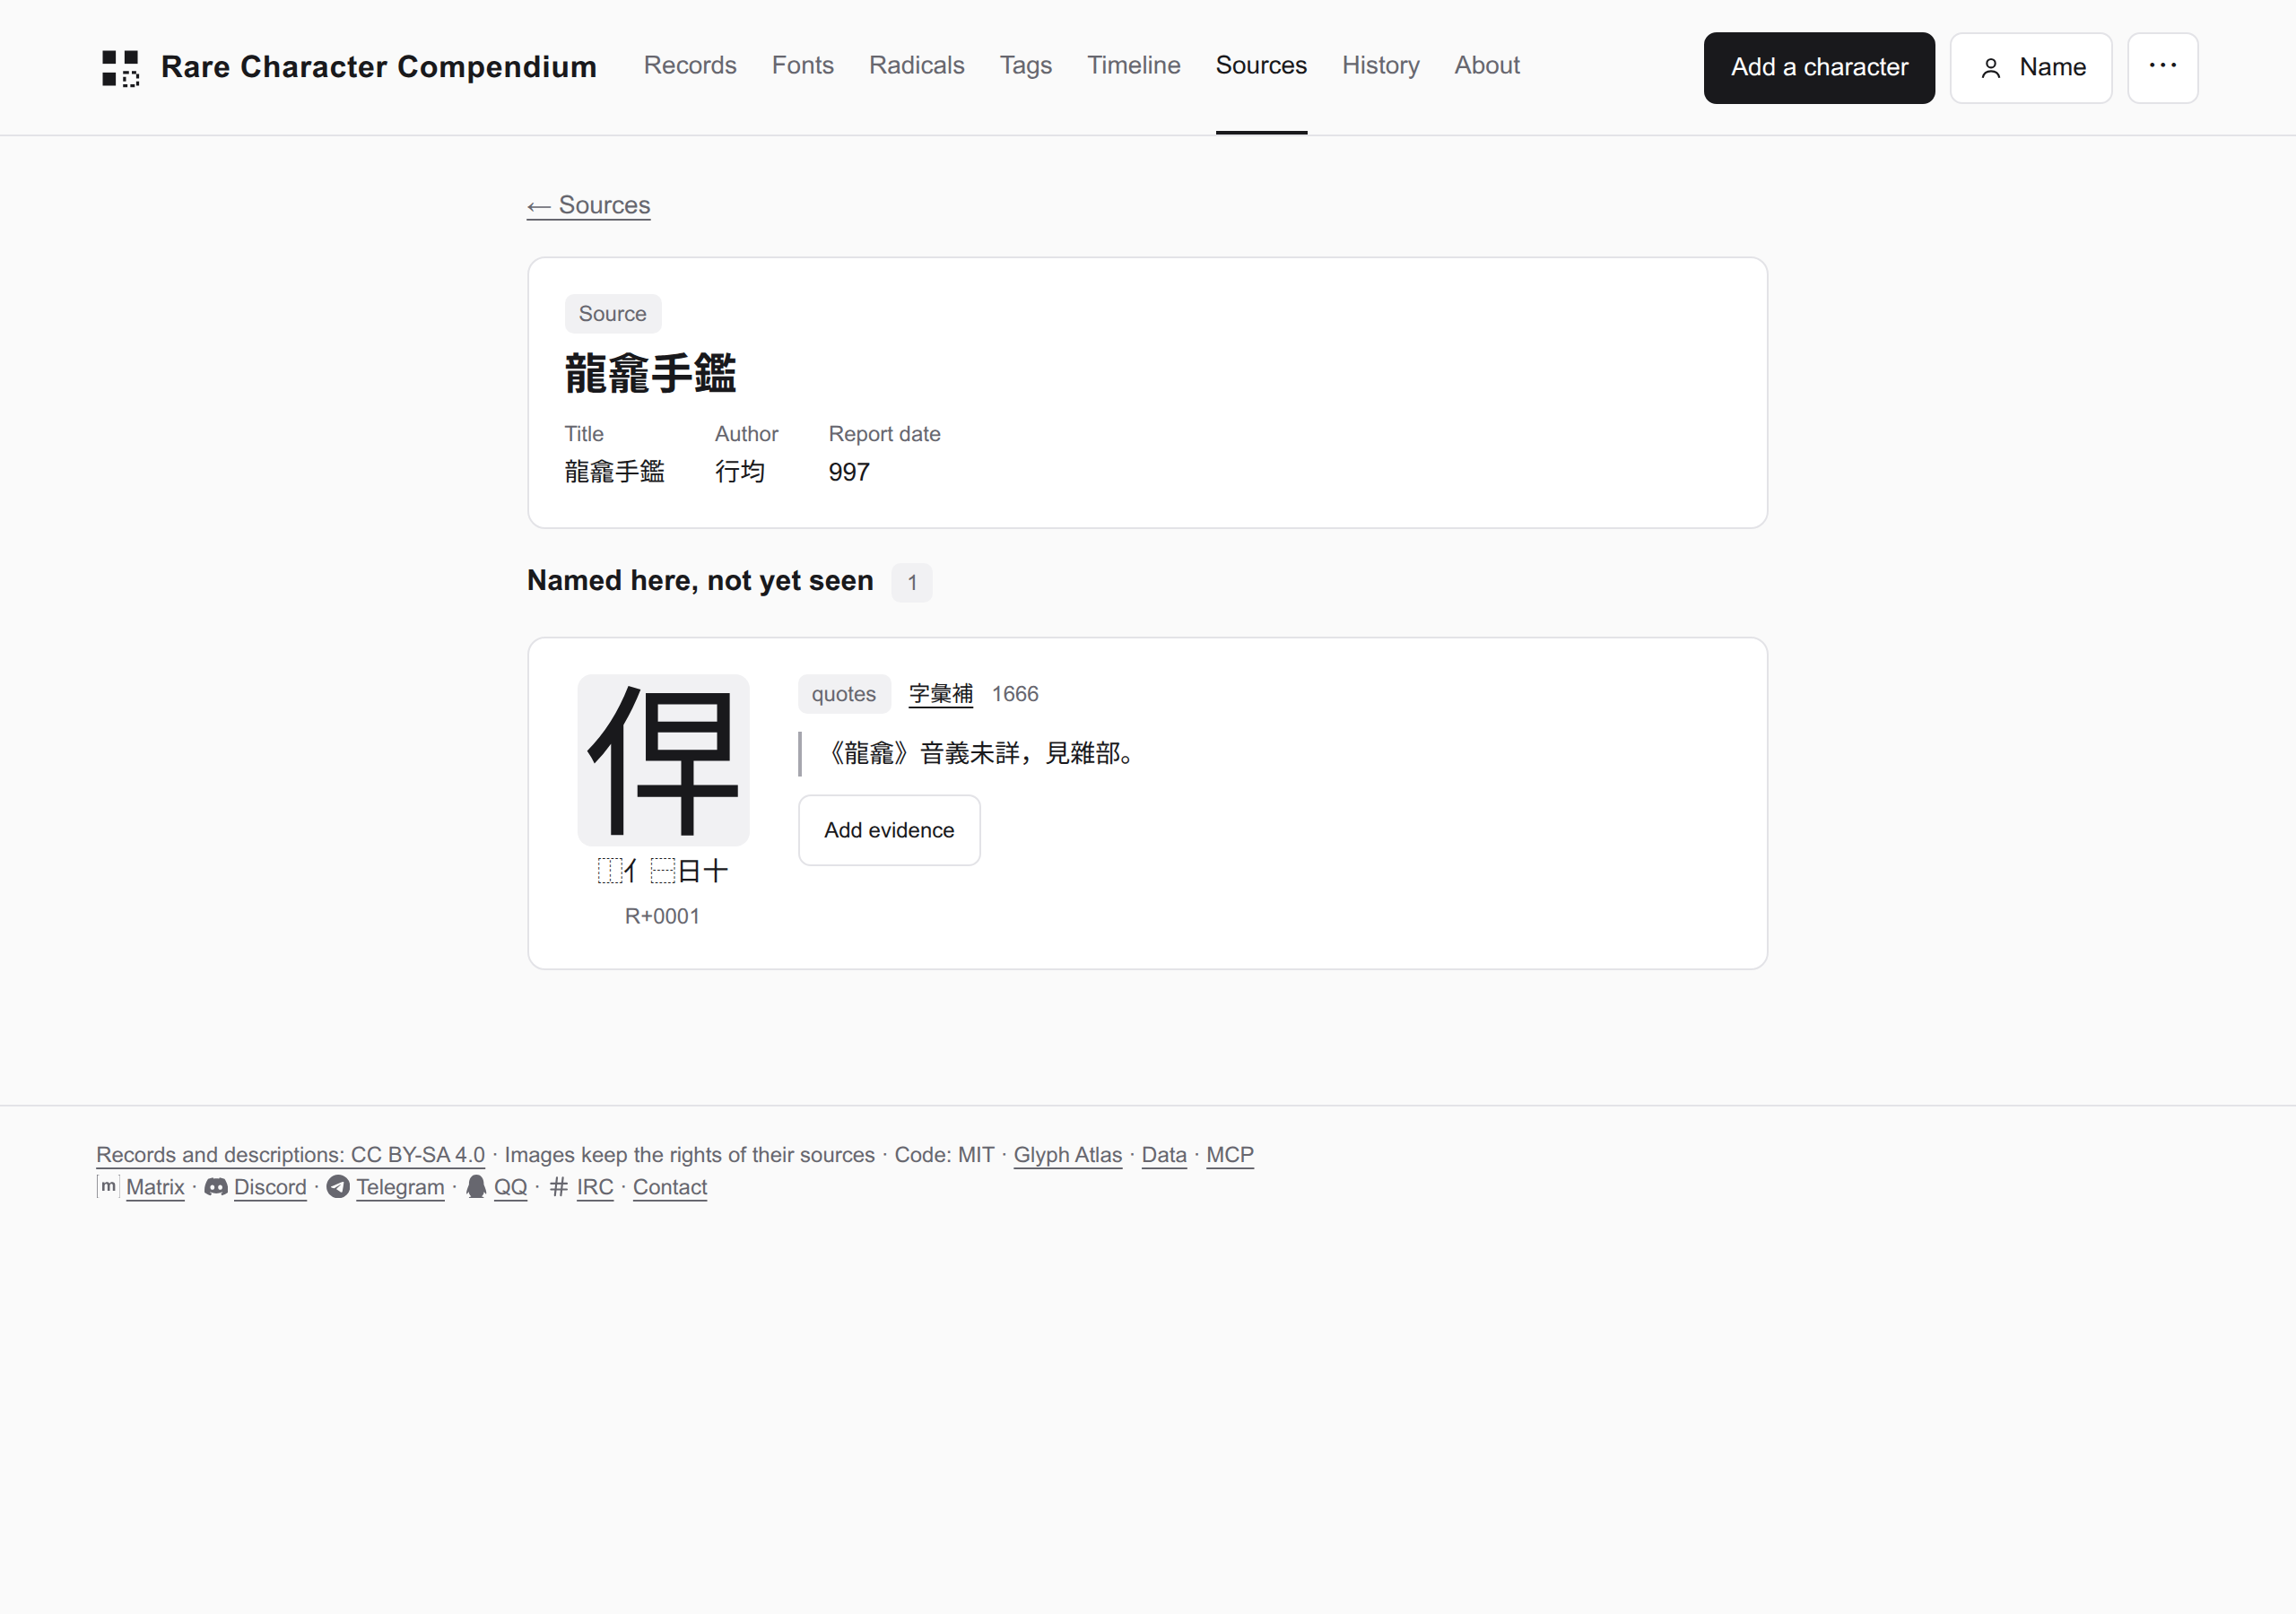 Rare Character Compendium Records Fonts Radicals Tags Timeline Sources History About Add a character Name ...
← Sources
Source
龍龕手鑑
Title Author Report date
龍龕手鑑 行均 997
Named here, not yet seen 1
quotes 字彙補 1666
《龍龕》音義未詳，見雜部。
Add evidence
⿰亻⿱日十
R+0001
Records and descriptions: CC BY-SA 4.0 · Images keep the rights of their sources · Code: MIT · Glyph Atlas · Data · MCP
[m] Matrix · Discord · Telegram · QQ · # IRC · Contact